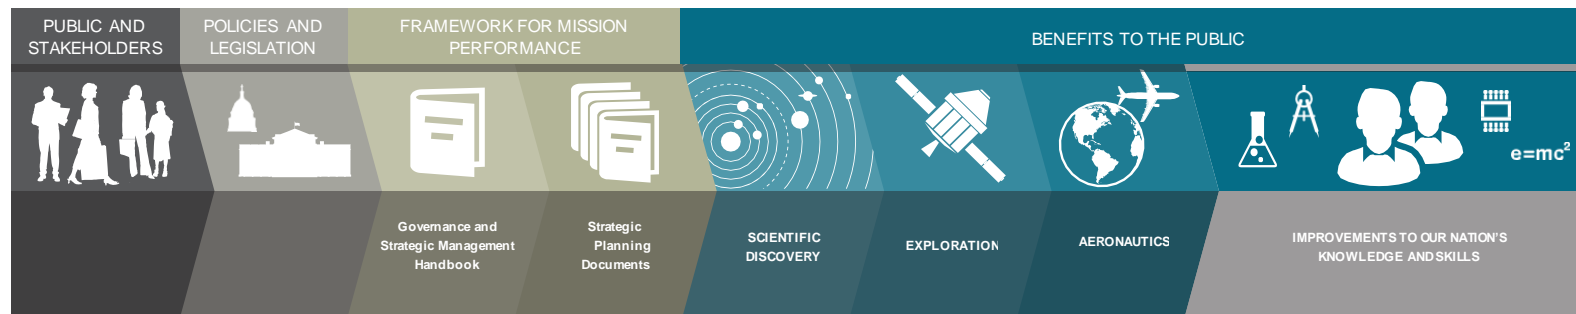 PUBLIC AND
STAKEHOLDERS
POLICIES AND
LEGISLATION
FRAMEWORK FOR MISSION
PERFORMANCE
BENEFITS TO THE PUBLIC
e=mc²
Governance and
Strategic Management
Handbook
Strategic
Planning
Documents
SCIENTIFIC
DISCOVERY
EXPLORATION
AERONAUTICS
IMPROVEMENTS TO OUR NATION'S
KNOWLEDGE AND SKILLS